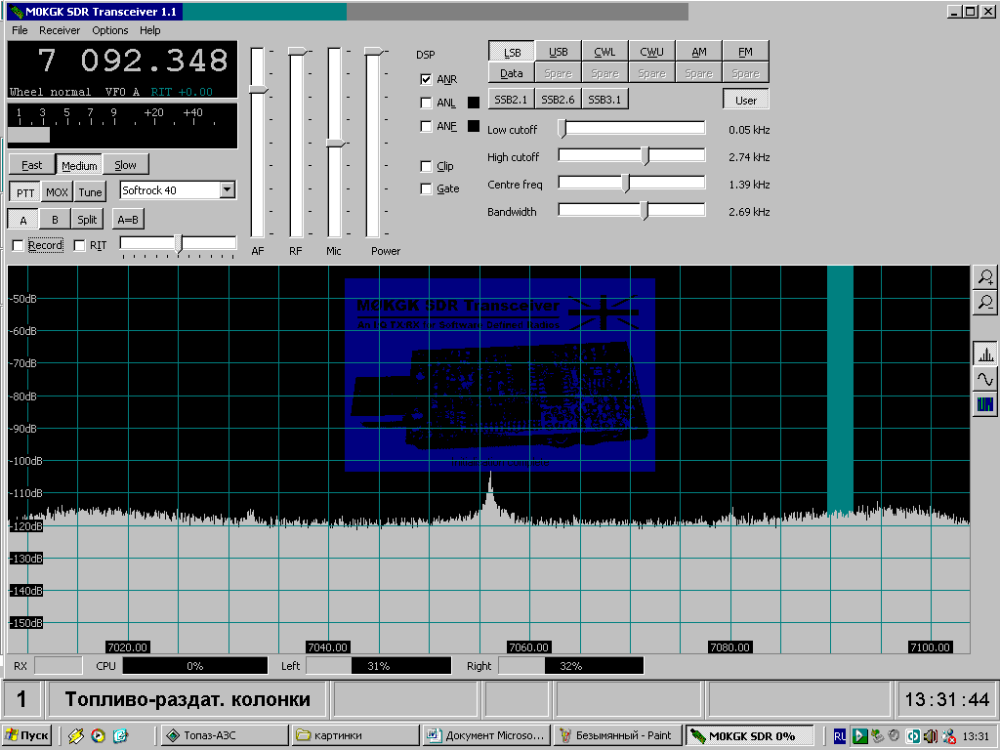 M0KGK SDR Transceiver 1.1
File Receiver Options Help
7 092.348
Wheel normal VFO A RIT +0.00
1 3 5 7 9 +20 +40
Fast Medium Slow
PTT MOX Tune Softrock 40
A B Split A=B
Record RIT
AF RF Mic Power
DSP
ANR
ANL
ANF
Clip
Gate
LSB USB CWL CWU AM FM
Data Spare Spare Spare Spare Spare
SSB2.1 SSB2.6 SSB3.1 User
Low cutoff 0.05 kHz
High cutoff 2.74 kHz
Centre freq 1.39 kHz
Bandwidth 2.69 kHz
M0KGK SDR Transceiver
-50dB
-60dB
-70dB
-80dB
-90dB
-100dB
-110dB
-120dB
-130dB
-140dB
-150dB
7020.00 7040.00 7060.00 7080.00 7100.00
RX CPU 0% Left 31% Right 32%
1 Топливо-раздат. колонки 13:31:44
Пуск Топаз-АЗС картинки Документ Microso... Безымянный - Paint M0KGK SDR 0% RU 13:31